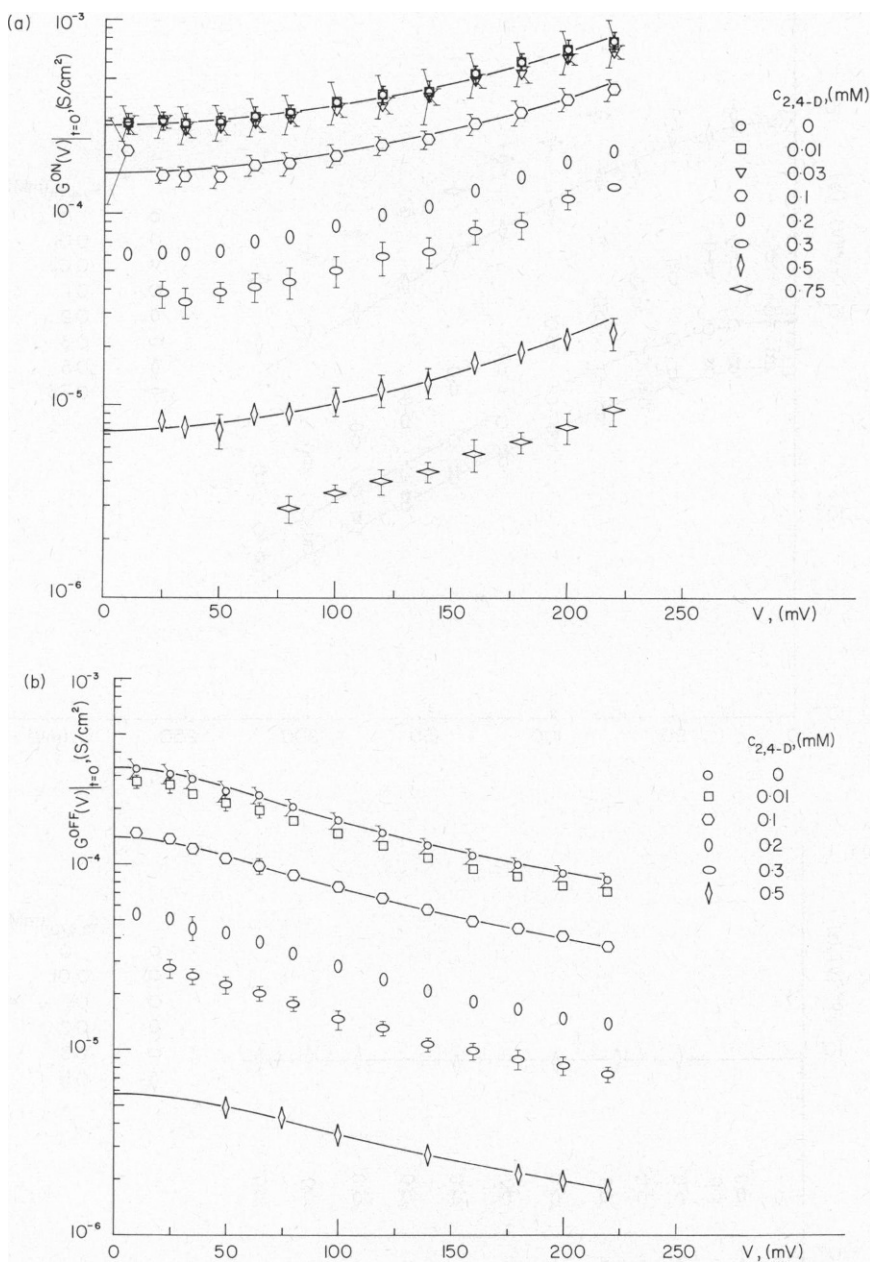 (a)
10⁻³
G^ON(V)|t=0, (S/cm²)
10⁻⁴
10⁻⁵
10⁻⁶
0 50 100 150 200 250
V, (mV)
c2,4-D, (mM)
0
0·01
0·03
0·1
0·2
0·3
0·5
0·75
(b)
10⁻³
G^OFF(V)|t=0, (S/cm²)
10⁻⁴
10⁻⁵
10⁻⁶
0 50 100 150 200 250
V, (mV)
c2,4-D, (mM)
0
0·01
0·1
0·2
0·3
0·5